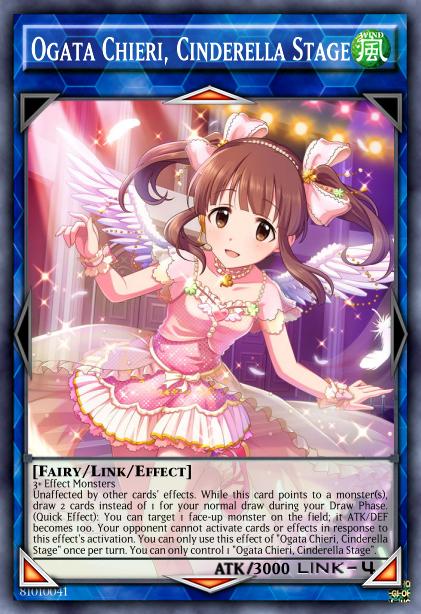 OGATA CHIERI, CINDERELLA STAGE
WIND
風
[FAIRY/LINK/EFFECT]
3+ Effect Monsters
Unaffected by other cards' effects. While this card points to a monster(s),
draw 2 cards instead of 1 for your normal draw during your Draw Phase.
(Quick Effect): You can target 1 face-up monster on the field; it ATK/DEF
becomes 100. Your opponent cannot activate cards or effects in response to
this effect's activation. You can only use this effect of "Ogata Chieri, Cinderella
Stage" once per turn. You can only control 1 "Ogata Chieri, Cinderella Stage".
ATK/3000 LINK-4
81010041